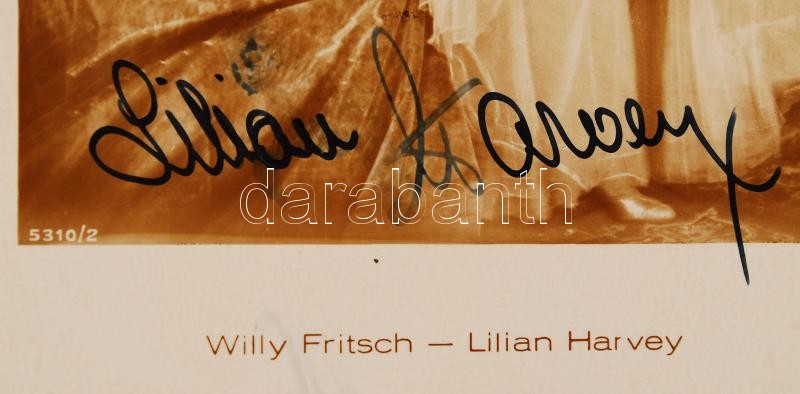 Lilian Harvey
darabanth
5310/2
Willy Fritsch — Lilian Harvey